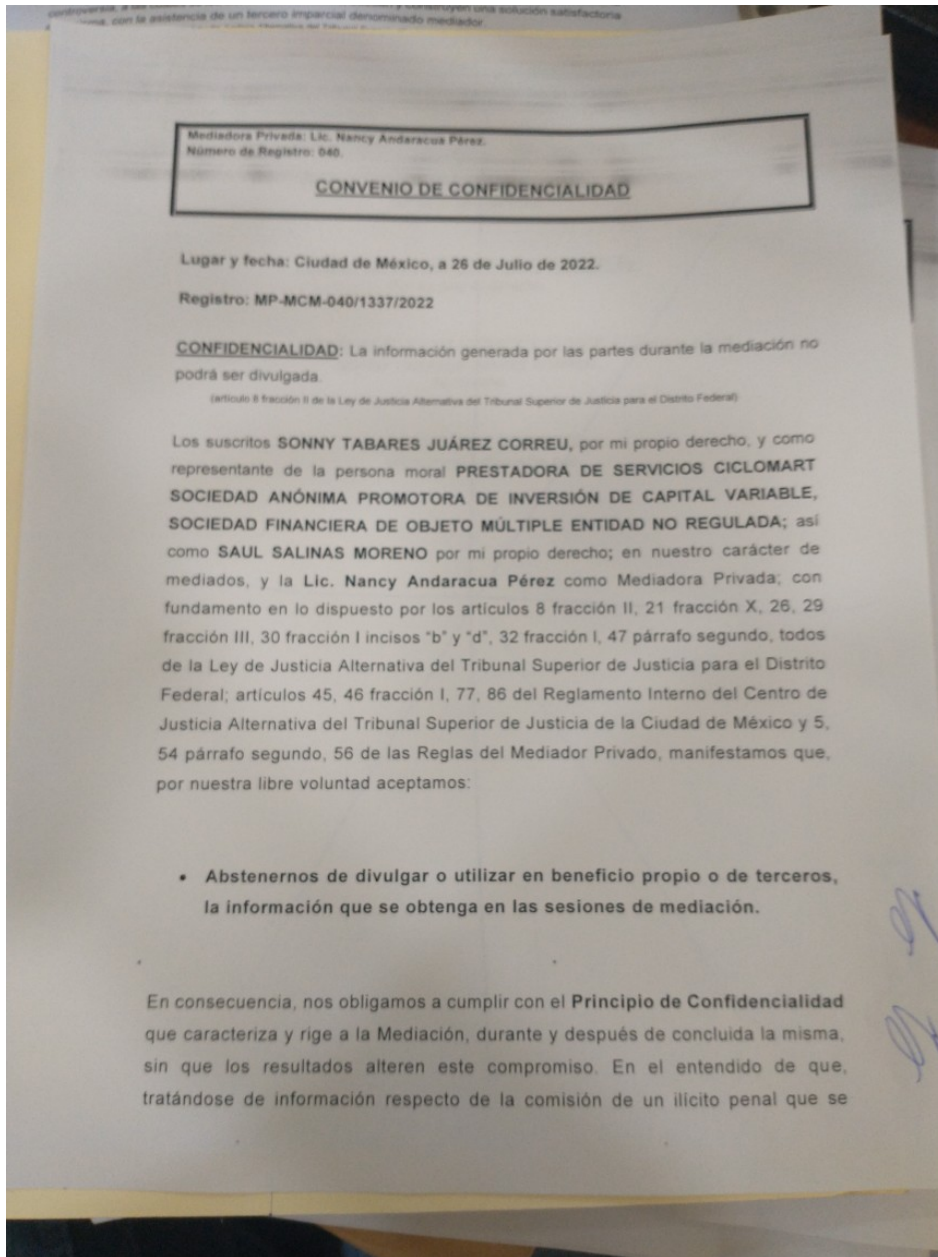 controversia, a
construyen una solución satisfactoria
con la asistencia de un tercero imparcial denominado mediador
Mediadora Privada: Lic. Nancy Andaracua Pérez.
Número de Registro: 040.
CONVENIO DE CONFIDENCIALIDAD
Lugar y fecha: Ciudad de México, a 26 de Julio de 2022.
Registro: MP-MCM-040/1337/2022
CONFIDENCIALIDAD: La información generada por las partes durante la mediación no
podrá ser divulgada.
(artículo 8 fracción II de la Ley de Justicia Alternativa del Tribunal Superior de Justicia para el Distrito Federal)
Los suscritos SONNY TABARES JUÁREZ CORREU, por mi propio derecho, y como
representante de la persona moral PRESTADORA DE SERVICIOS CICLOMART
SOCIEDAD ANÓNIMA PROMOTORA DE INVERSIÓN DE CAPITAL VARIABLE,
SOCIEDAD FINANCIERA DE OBJETO MÚLTIPLE ENTIDAD NO REGULADA; así
como SAUL SALINAS MORENO por mi propio derecho; en nuestro carácter de
mediados, y la Lic. Nancy Andaracua Pérez como Mediadora Privada; con
fundamento en lo dispuesto por los artículos 8 fracción II, 21 fracción X, 26, 29
fracción III, 30 fracción I incisos "b" y "d", 32 fracción I, 47 párrafo segundo, todos
de la Ley de Justicia Alternativa del Tribunal Superior de Justicia para el Distrito
Federal; artículos 45, 46 fracción I, 77, 86 del Reglamento Interno del Centro de
Justicia Alternativa del Tribunal Superior de Justicia de la Ciudad de México y 5,
54 párrafo segundo, 56 de las Reglas del Mediador Privado, manifestamos que,
por nuestra libre voluntad aceptamos:
• Abstenernos de divulgar o utilizar en beneficio propio o de terceros,
la información que se obtenga en las sesiones de mediación.
En consecuencia, nos obligamos a cumplir con el Principio de Confidencialidad
que caracteriza y rige a la Mediación, durante y después de concluida la misma,
sin que los resultados alteren este compromiso. En el entendido de que,
tratándose de información respecto de la comisión de un ilícito penal que se